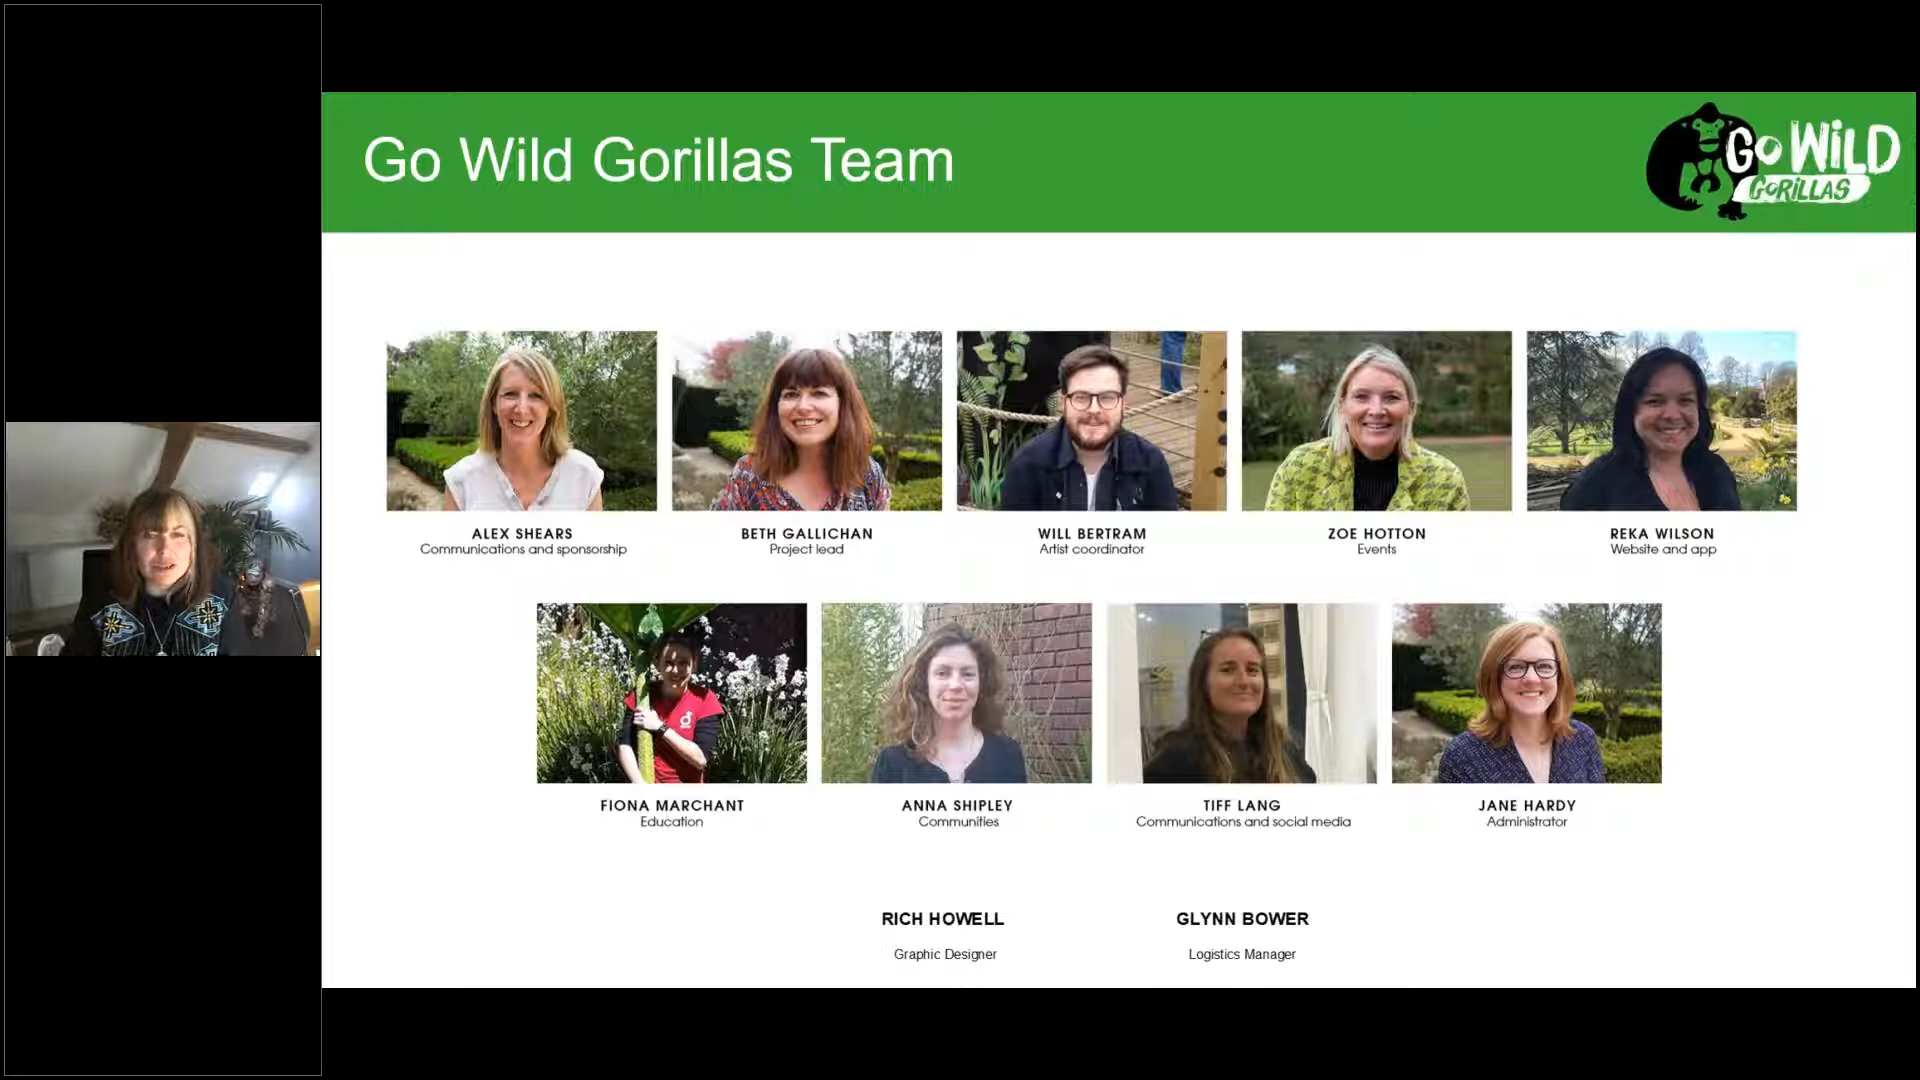 Go Wild Gorillas Team
GO WILD
GORILLAS
ALEX SHEARS
Communications and sponsorship
BETH GALLICHAN
Project lead
WILL BERTRAM
Artist coordinator
ZOE HOTTON
Events
REKA WILSON
Website and app
FIONA MARCHANT
Education
ANNA SHIPLEY
Communities
TIFF LANG
Communications and social media
JANE HARDY
Administrator
RICH HOWELL
Graphic Designer
GLYNN BOWER
Logistics Manager